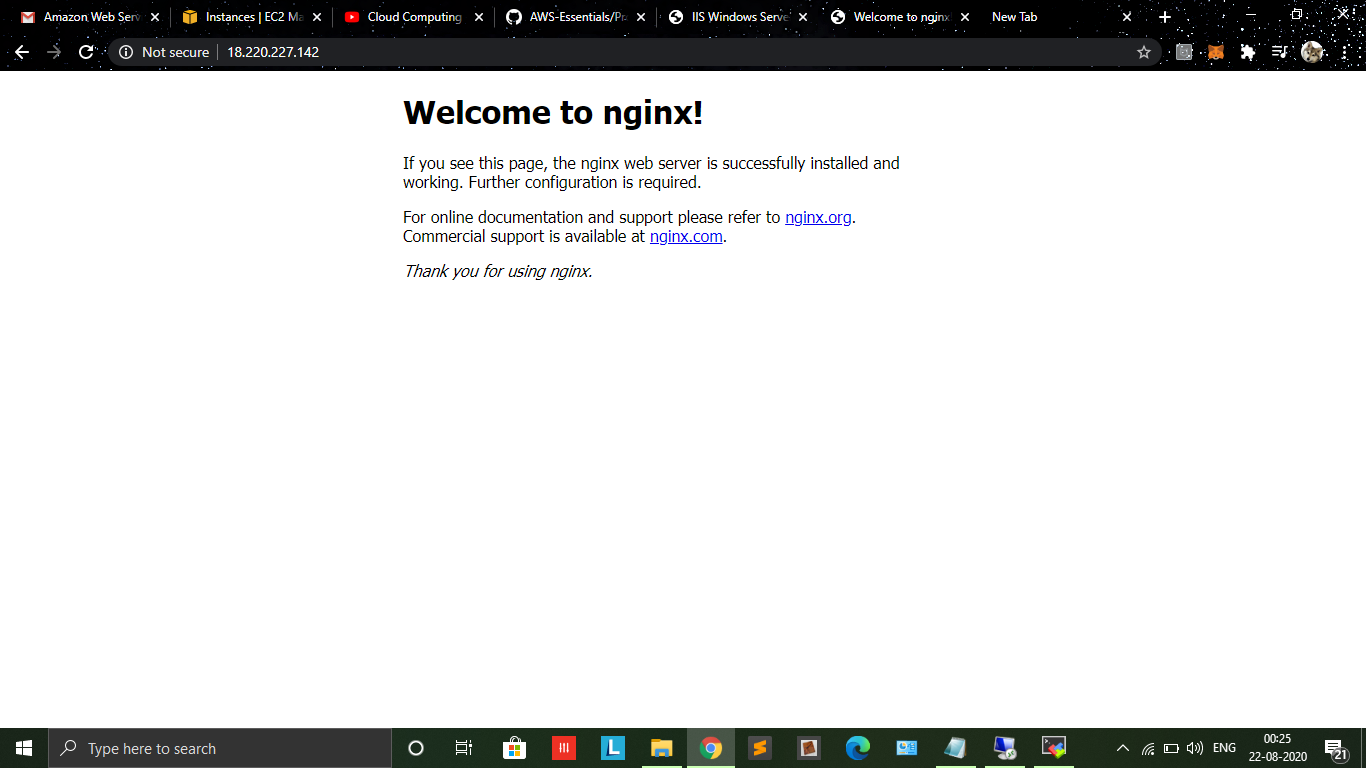 Amazon Web Serv
Instances | EC2 Ma
Cloud Computing
AWS-Essentials/Pra
IIS Windows Server
Welcome to nginx
New Tab
Not secure 18.220.227.142
Welcome to nginx!
If you see this page, the nginx web server is successfully installed and
working. Further configuration is required.
For online documentation and support please refer to nginx.org.
Commercial support is available at nginx.com.
Thank you for using nginx.
Type here to search
L
ENG
00:25
22-08-2020
21